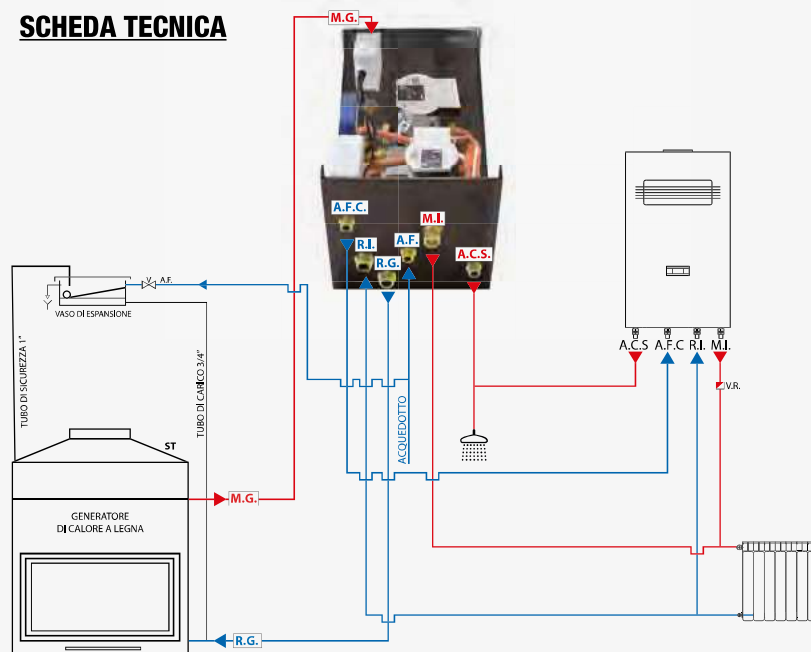 SCHEDA TECNICA
M.G.
A.F.C.
R.I.
R.G.
A.F.
M.I.
A.C.S.
V
A.F.
VASO DI ESPANSIONE
TUBO DI SICUREZZA 1"
TUBO DI CARICO 3/4"
ACQUEDOTTO
A.C.S
A.F.C
R.I.
M.I.
V.R.
ST
M.G.
GENERATORE
DI CALORE A LEGNA
R.G.